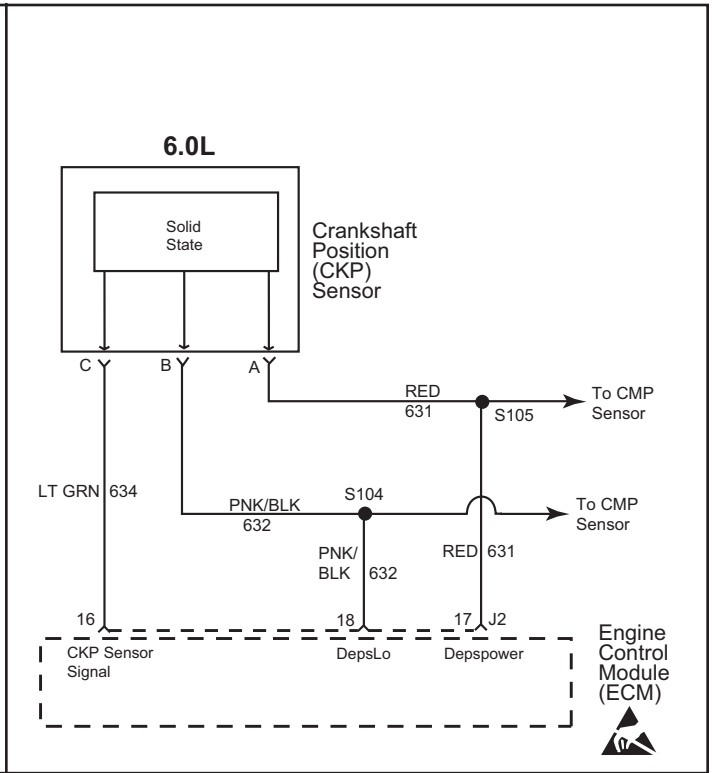 6.0L
Solid
State
Crankshaft
Position
(CKP)
Sensor
C
B
A
RED
631
S105
To CMP
Sensor
LT GRN
634
PNK/BLK
632
S104
To CMP
Sensor
PNK/
BLK
632
RED
631
16
18
17
J2
CKP Sensor
Signal
DepsLo
Depspower
Engine
Control
Module
(ECM)